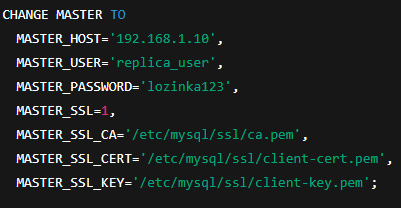 CHANGE MASTER TO
MASTER_HOST='192.168.1.10',
MASTER_USER='replica_user',
MASTER_PASSWORD='lozinka123',
MASTER_SSL=1,
MASTER_SSL_CA='/etc/mysql/ssl/ca.pem',
MASTER_SSL_CERT='/etc/mysql/ssl/client-cert.pem',
MASTER_SSL_KEY='/etc/mysql/ssl/client-key.pem';